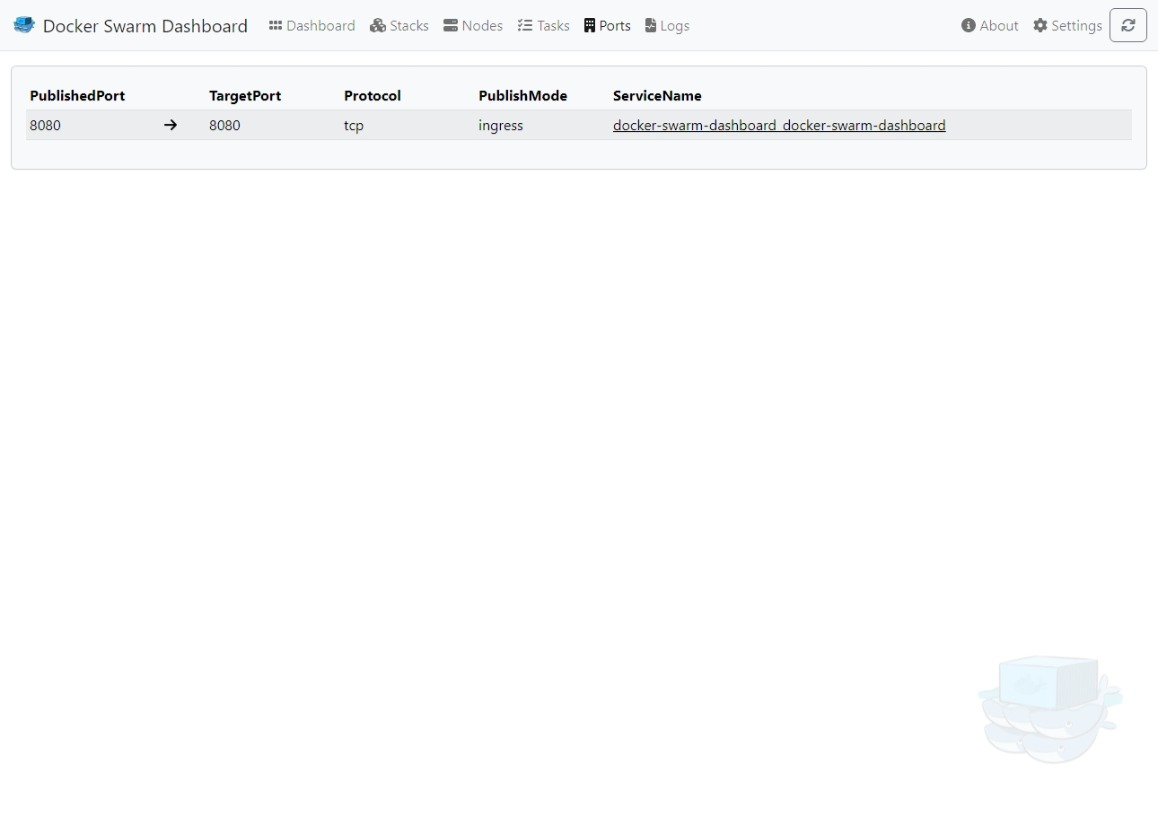 Docker Swarm Dashboard Dashboard Stacks Nodes Tasks Ports Logs About Settings
PublishedPort TargetPort Protocol PublishMode ServiceName
8080 → 8080 tcp ingress docker-swarm-dashboard_docker-swarm-dashboard